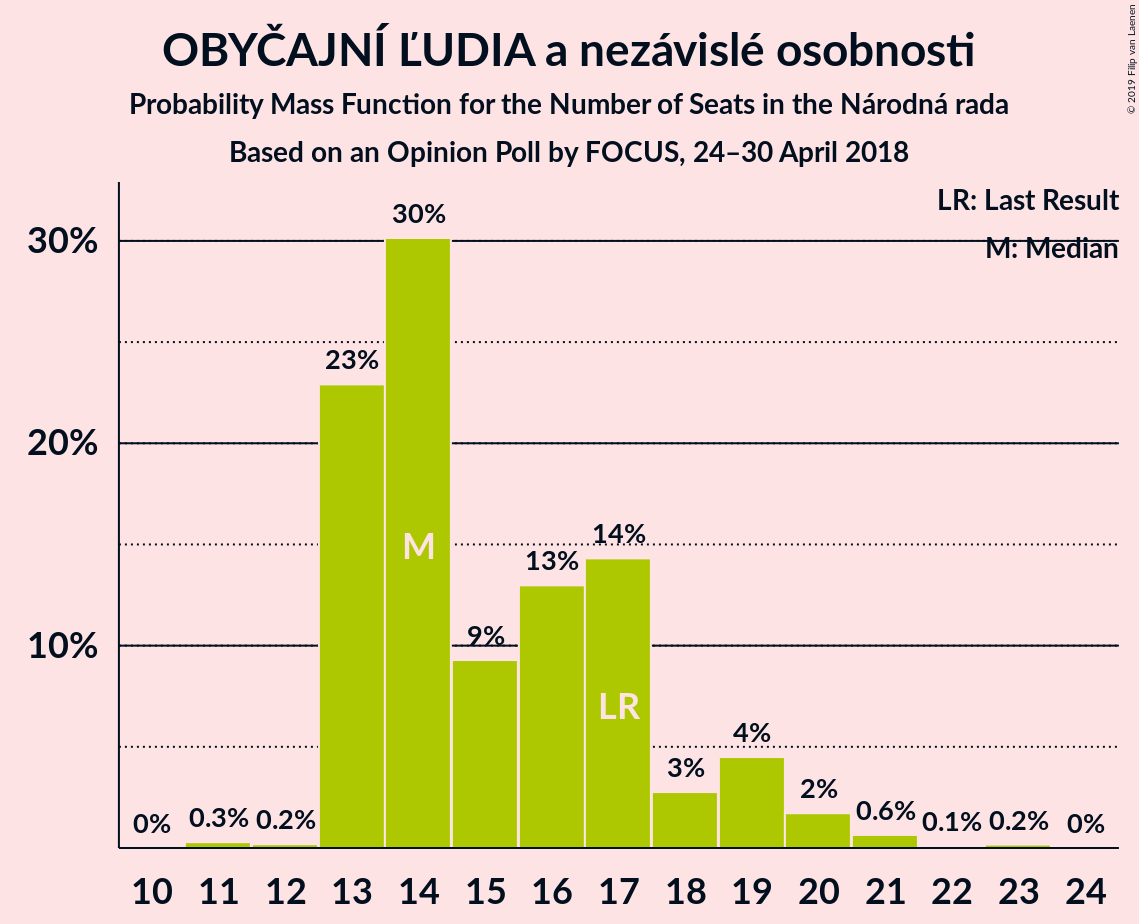 OBYČAJNÍ ĽUDIA a nezávislé osobnosti
Probability Mass Function for the Number of Seats in the Národná rada
Based on an Opinion Poll by FOCUS, 24–30 April 2018
© 2019 Filip van Laenen
LR: Last Result
M: Median
30%
20%
10%
0%
0.3%
0.2%
23%
30%
9%
13%
14%
3%
4%
2%
0.6%
0.1%
0.2%
0%
M
LR
10 11 12 13 14 15 16 17 18 19 20 21 22 23 24